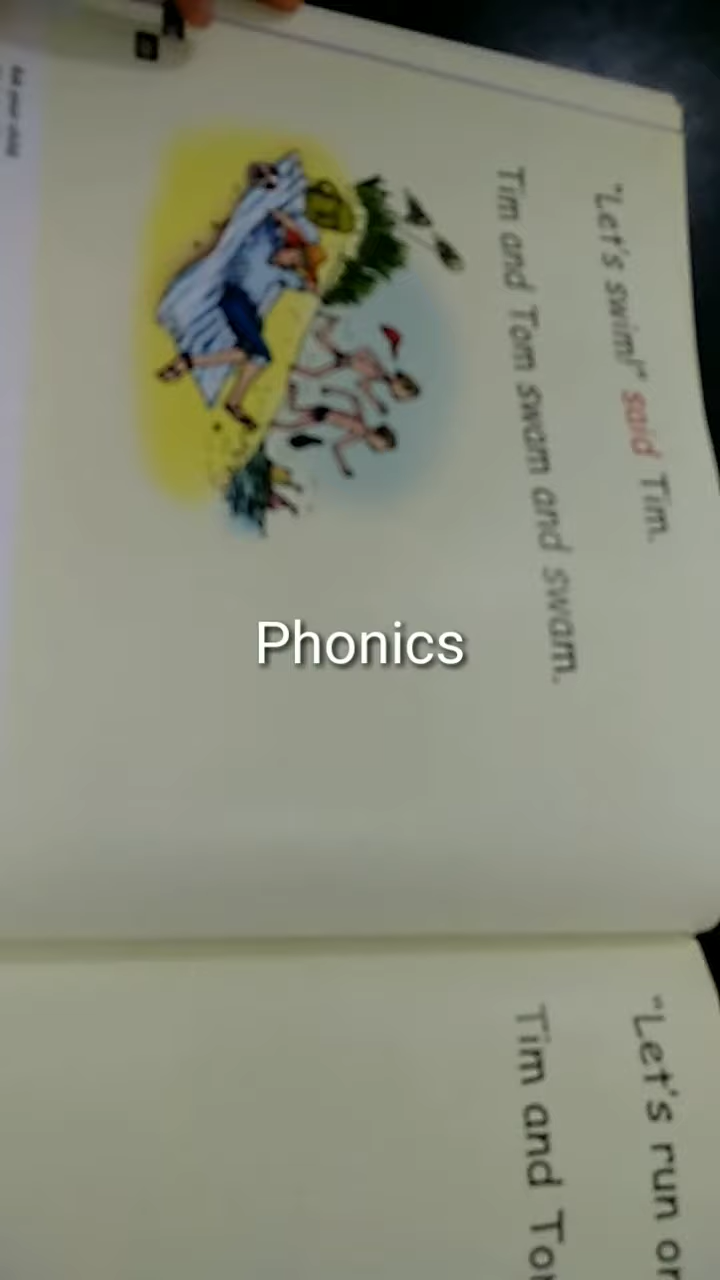 "Let's swim!" said Tim.
Tim and Tom swam and swam.
Phonics
"Let's run
Tim and